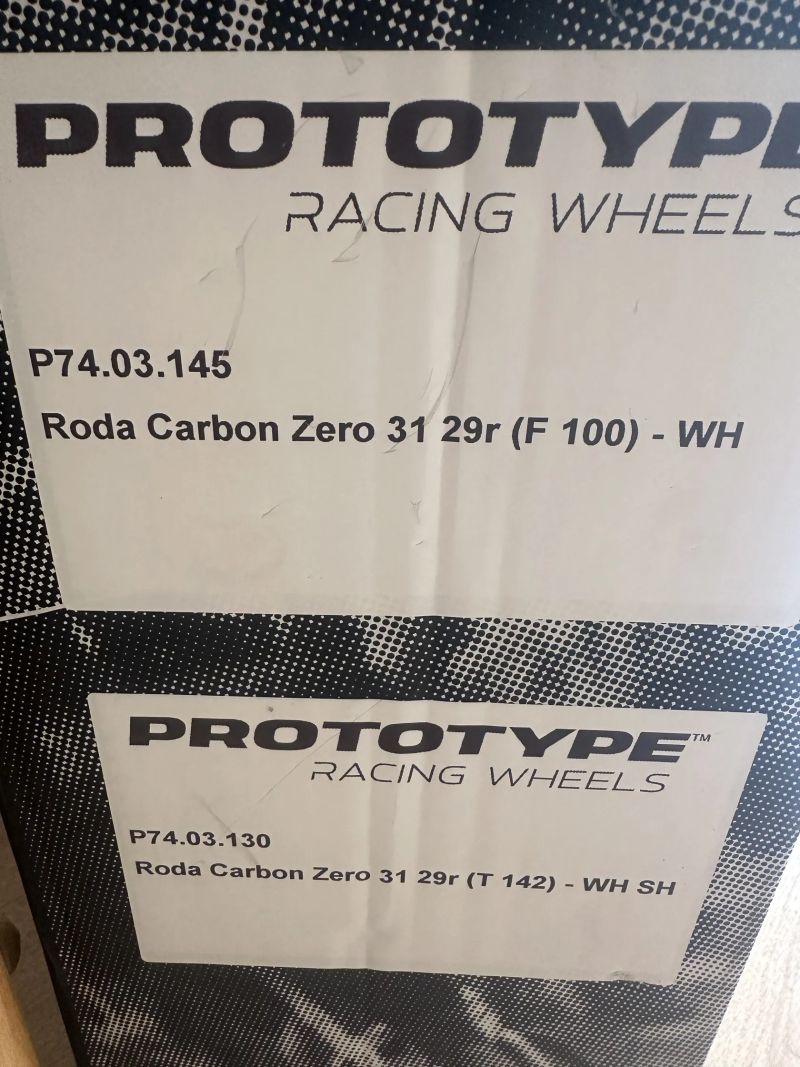 PROTOTYPE
RACING WHEELS
P74.03.145
Roda Carbon Zero 31 29r (F 100) - WH
PROTOTYPE™
RACING WHEELS
P74.03.130
Roda Carbon Zero 31 29r (T 142) - WH SH